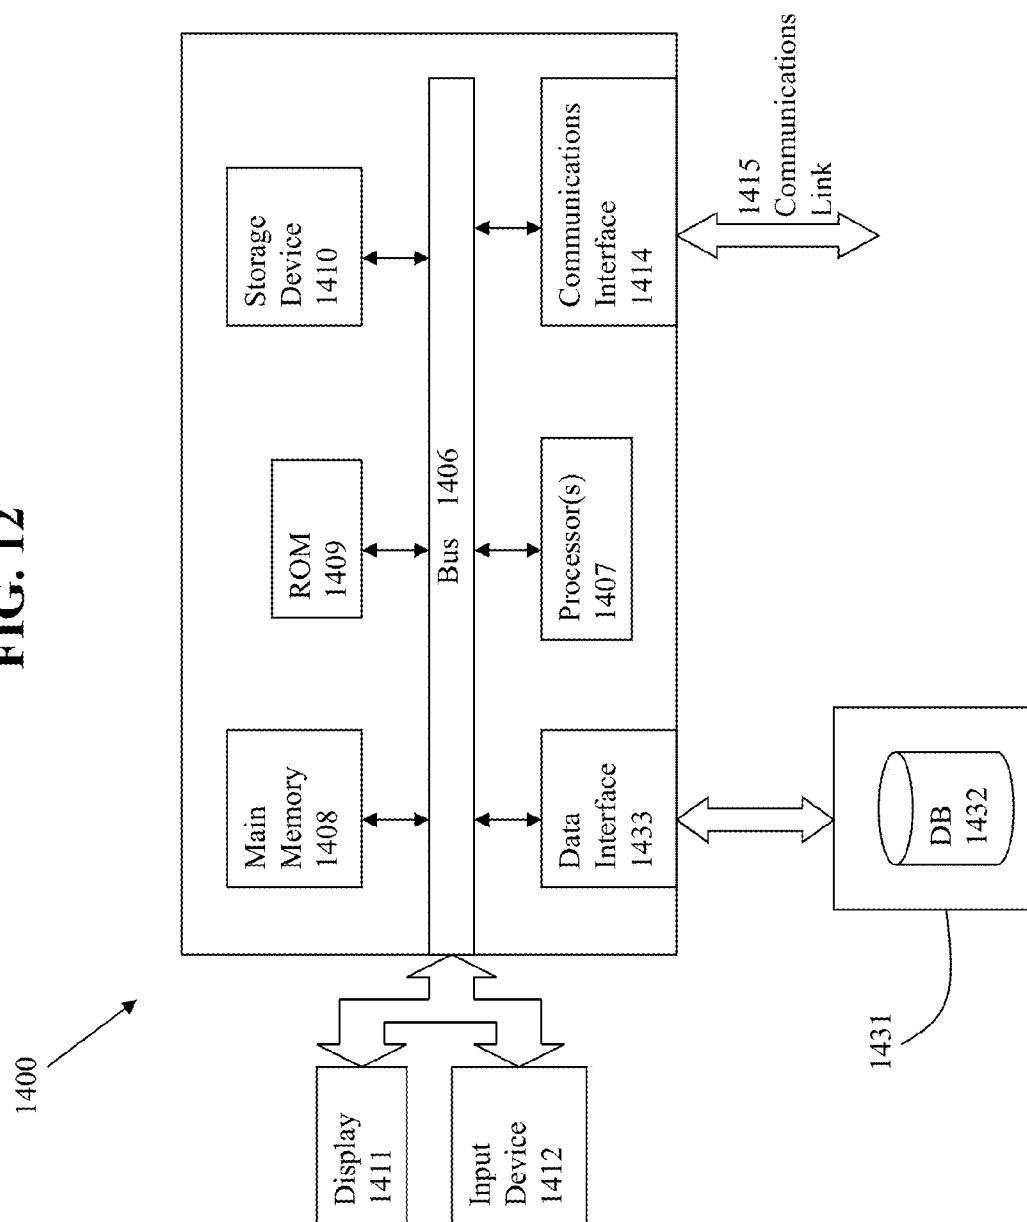 FIG. 12
1400
Main
Memory
1408
ROM
1409
Storage
Device
1410
Bus 1406
Display
1411
Input
Device
1412
Data
Interface
1433
Processor(s)
1407
Communications
Interface
1414
1415
Communications
Link
DB
1432
1431